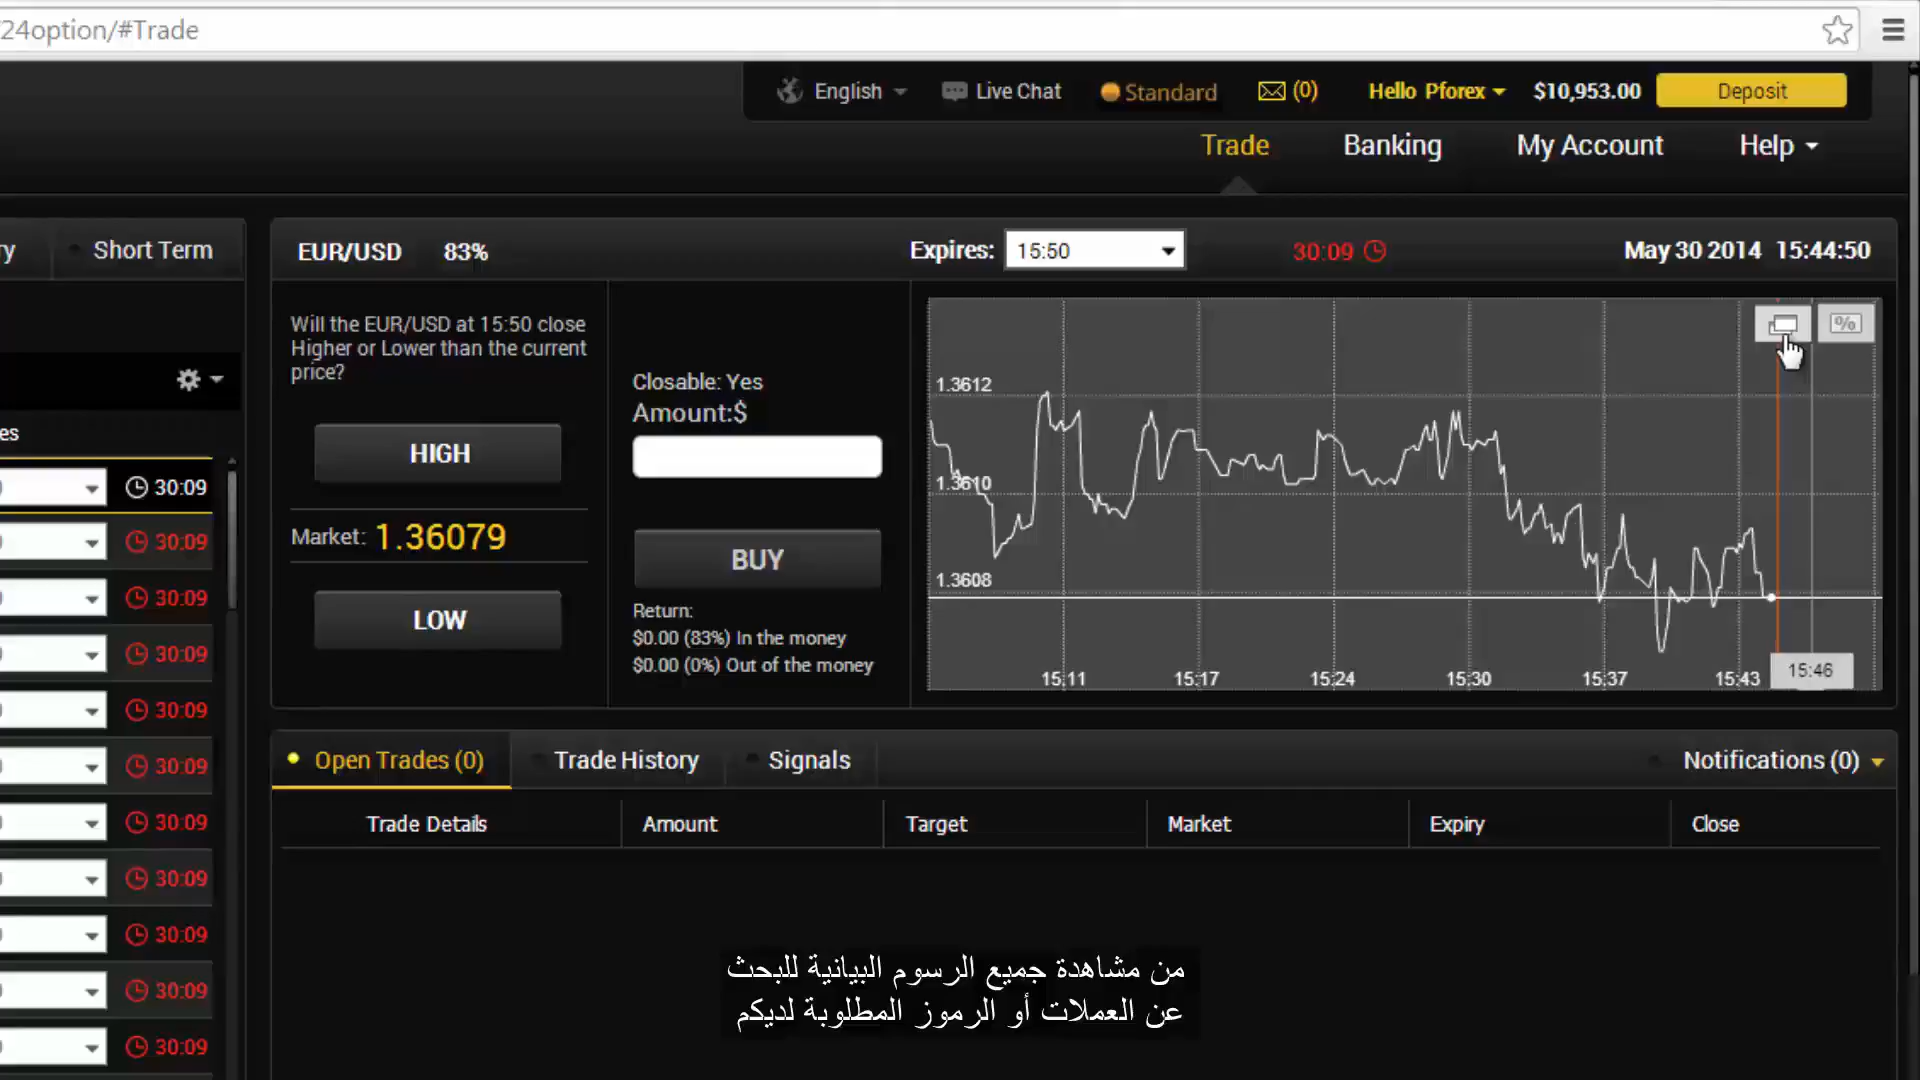 24option/#Trade
English
Live Chat
Standard
(0)
Hello Pforex
$10,953.00
Deposit
Trade
Banking
My Account
Help
Short Term
EUR/USD 83%
Expires: 15:50
30:09
May 30 2014 15:44:50
Will the EUR/USD at 15:50 close
Higher or Lower than the current
price?
HIGH
Market: 1.36079
LOW
Closable: Yes
Amount:$
BUY
Return:
$0.00 (83%) In the money
$0.00 (0%) Out of the money
%
1.3612
1.3610
1.3608
15:11
15:17
15:24
15:30
15:37
15:43
15:46
30:09
30:09
30:09
30:09
30:09
30:09
30:09
30:09
30:09
30:09
30:09
Open Trades (0)
Trade History
Signals
Notifications (0)
Trade Details
Amount
Target
Market
Expiry
Close
من مشاهدة جميع الرسوم البيانية للبحث
عن العملات أو الرموز المطلوبة لديكم